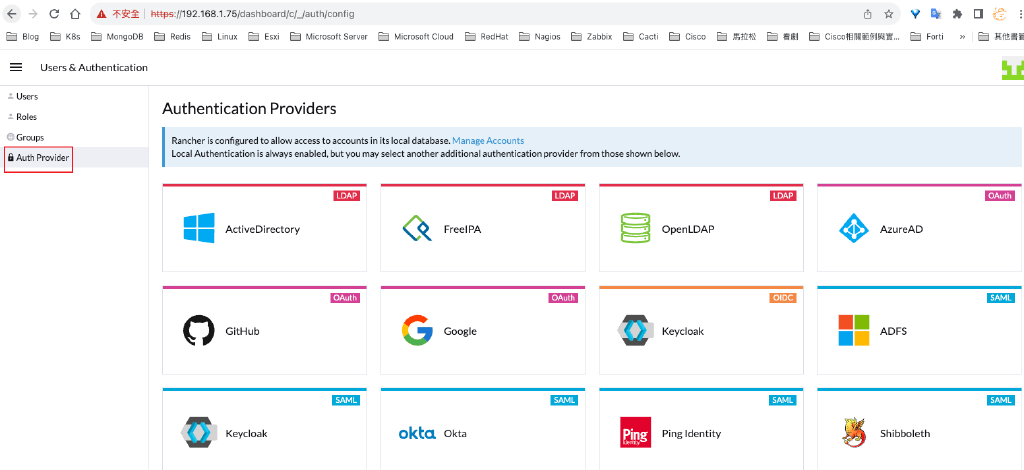 不安全 https://192.168.1.75/dashboard/c/_/auth/config
Blog K8s MongoDB Redis Linux Esxi Microsoft Server Microsoft Cloud RedHat Nagios Zabbix Cacti Cisco 馬拉松 看劇 Cisco相關範例與實... Forti » 其他書籤
Users & Authentication
Users
Roles
Groups
Auth Provider
Authentication Providers
Rancher is configured to allow access to accounts in its local database. Manage Accounts
Local Authentication is always enabled, but you may select another additional authentication provider from those shown below.
LDAP LDAP LDAP OAuth
ActiveDirectory FreeIPA OpenLDAP AzureAD
OAuth OAuth OIDC SAML
GitHub Google Keycloak ADFS
SAML SAML SAML SAML
Keycloak okta Okta Ping Identity Ping Identity Shibboleth